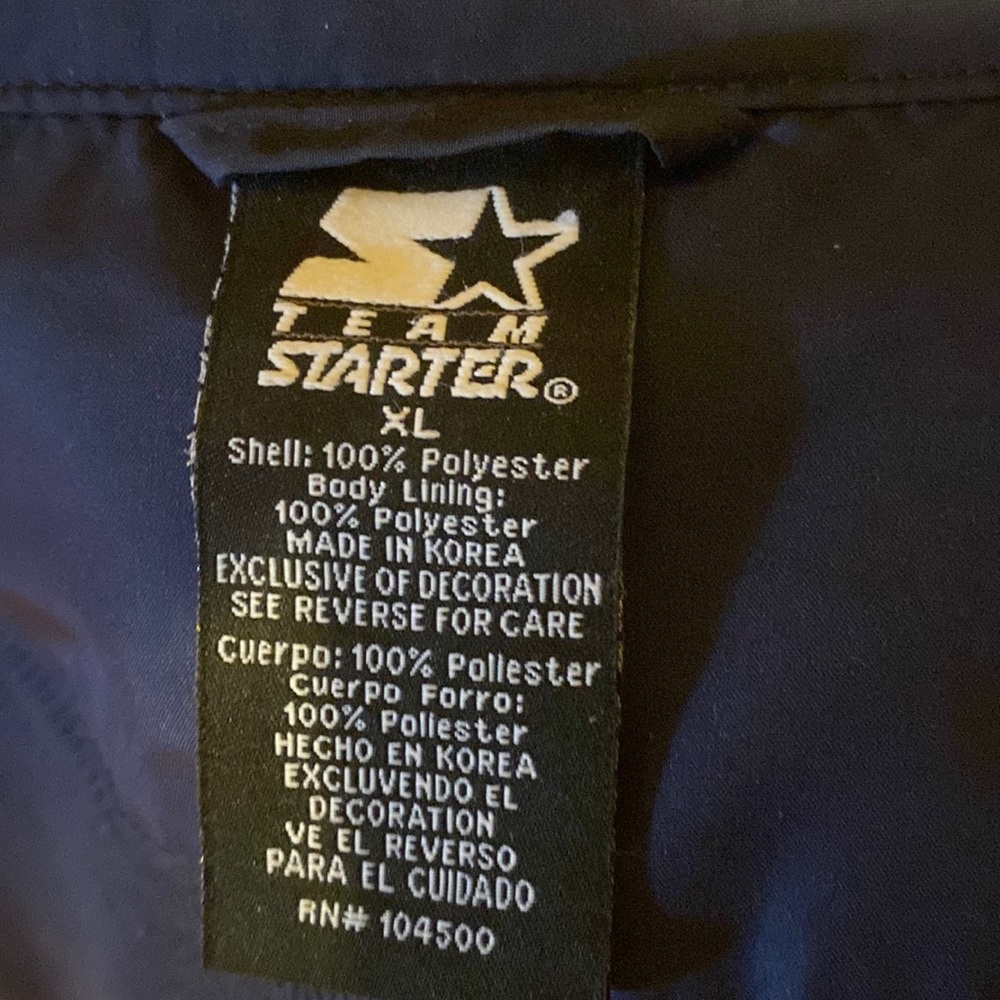 TEAM
STARTER®
XL
Shell: 100% Polyester
Body Lining:
100% Polyester
MADE IN KOREA
EXCLUSIVE OF DECORATION
SEE REVERSE FOR CARE
Cuerpo: 100% Poliester
Cuerpo Forro:
100% Poliester
HECHO EN KOREA
EXCLUVENDO EL
DECORATION
VE EL REVERSO
PARA EL CUIDADO
RN# 104500